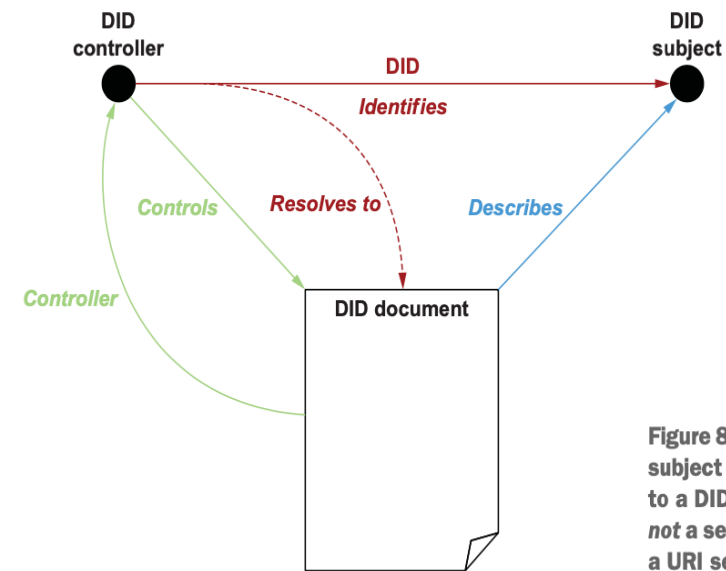 DID
controller
DID
subject
DID
Identifies
Controls
Resolves to
Describes
Controller
DID document
Figure 8
subject
to a DID
not a se
a URI se